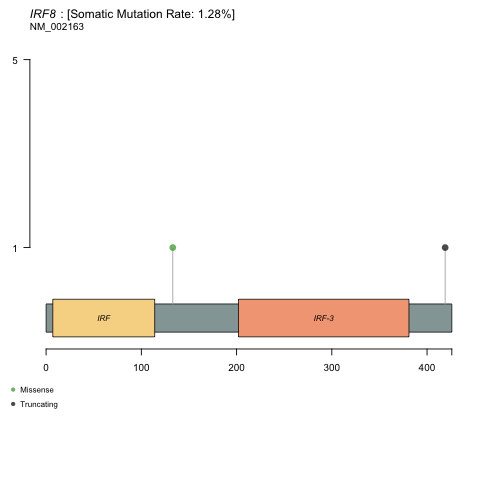 IRF8 : [Somatic Mutation Rate: 1.28%]
NM_002163
5
1
IRF
IRF-3
0 100 200 300 400
Missense
Truncating